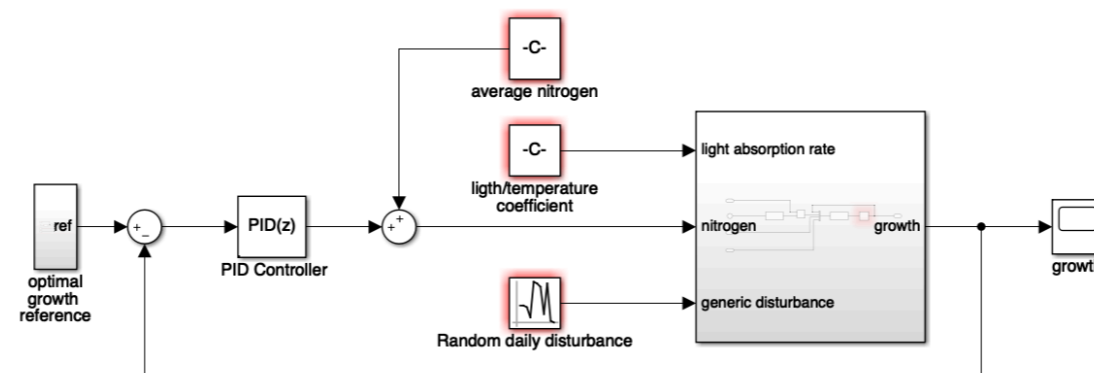 -C-
average nitrogen
-C-
ligth/temperature
coefficient
light absorption rate
ref
+
−
PID(z)
+
+
nitrogen
growth
optimal
growth
reference
PID Controller
generic disturbance
Random daily disturbance